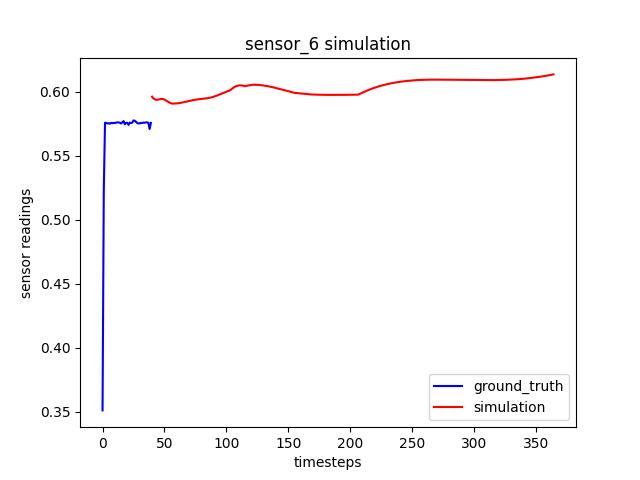 sensor_6 simulation
0.60
0.55
0.50
0.45
0.40
0.35
sensor readings
0 50 100 150 200 250 300 350
timesteps
ground_truth
simulation